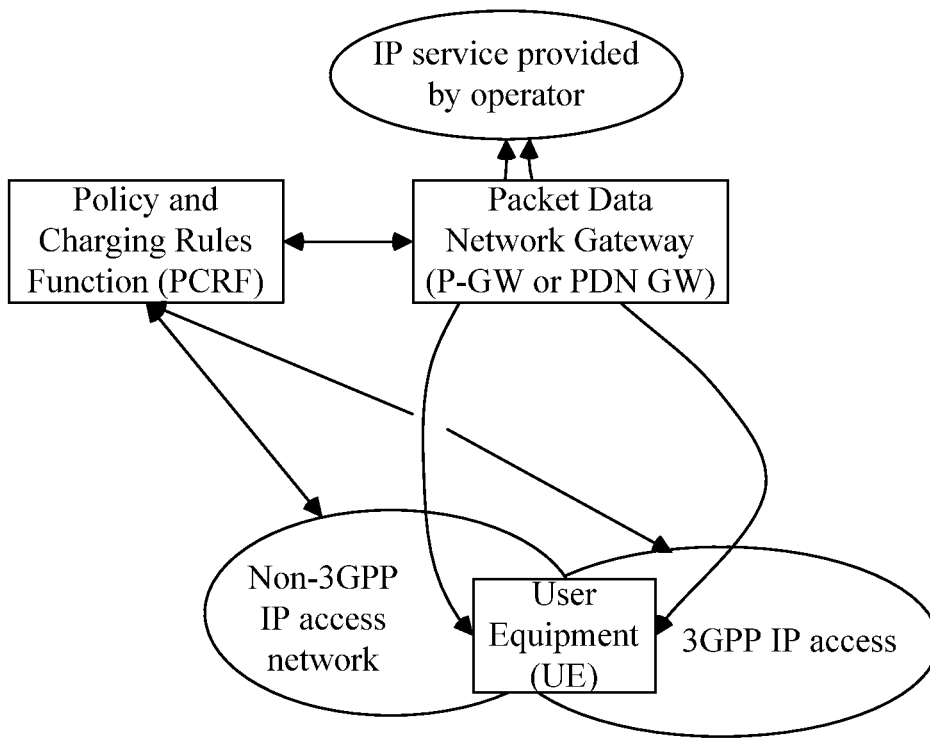 IP service provided
by operator
Policy and
Charging Rules
Function (PCRF)
Packet Data
Network Gateway
(P-GW or PDN GW)
Non-3GPP
IP access
network
User
Equipment
(UE)
3GPP IP access